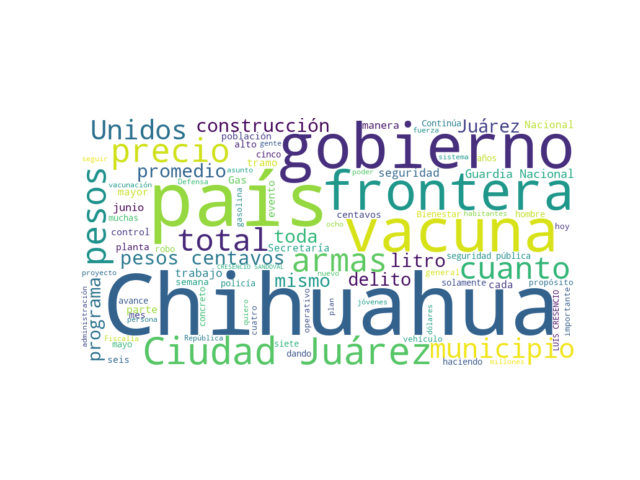 Unidos
construcción
población
alto
gente
manera
Continúa
fuerza
Juárez
Nacional
seguir
precio
cinco
tramo
gobierno
sistema
años
vacunación
promedio
asunto
Defensa
Gas
seguridad
poder
Guardia Nacional
mayor
pesos
junio
muchas
país
gasolina
evento
frontera
centavos
Bienestar
habitantes
hombre
hoy
control
total
toda
ocho
vacuna
planta
robo
Secretaría
pesos centavos
armas
litro
seguridad pública
cuanto
CRESENCIO SANDOVAL
proyecto
trabajo
semana
policía
mismo
nuevo
delito
general
solamente
cada
propósito
administración
programa
avance
mes
parte
persona
concreto
Chihuahua
quiero
cuatro
operativo
plan
jóvenes
dólares
LUIS CRESENCIO
importante
Fiscalía
mayo
seis
República
Ciudad Juárez
siete
dando
vehículo
haciendo
municipio
millones